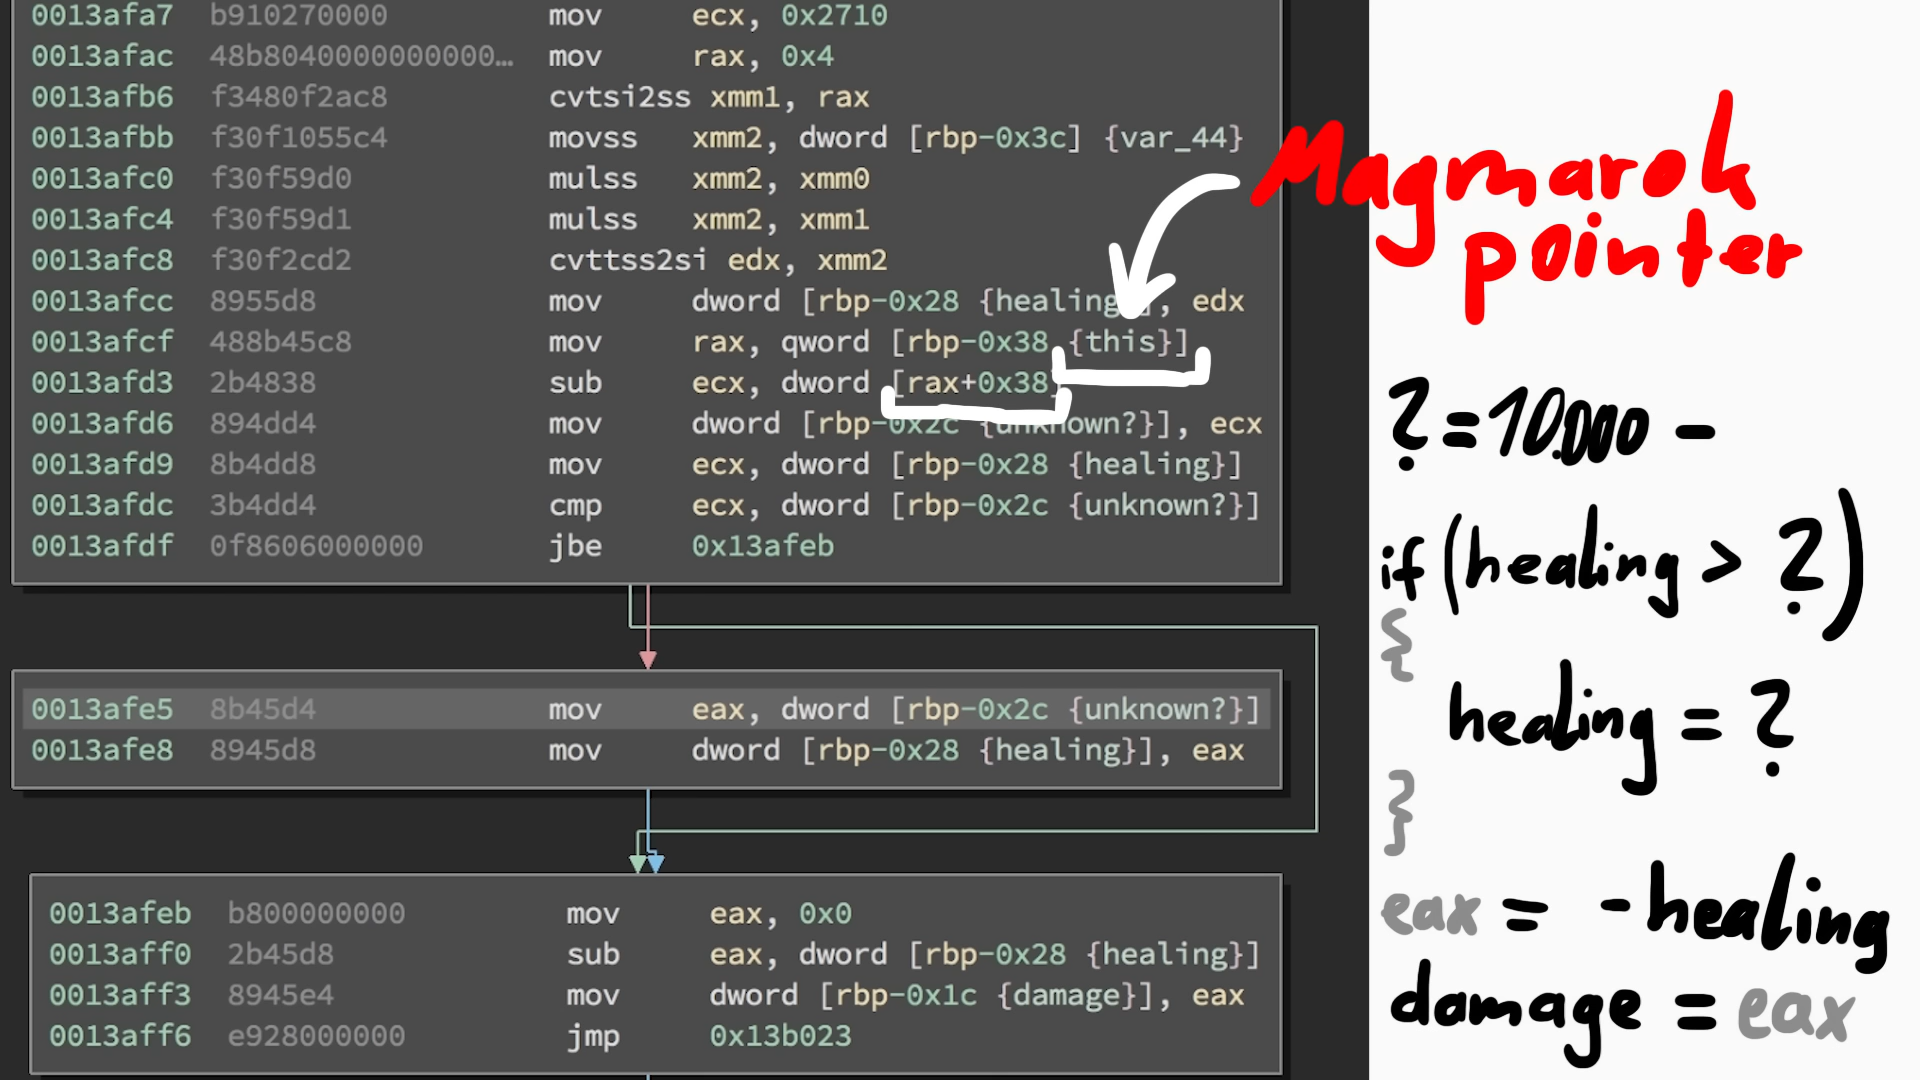 0013afa7 b910270000 mov ecx, 0x2710
0013afac 48b8040000000000… mov rax, 0x4
0013afb6 f3480f2ac8 cvtsi2ss xmm1, rax
0013afbb f30f1055c4 movss xmm2, dword [rbp-0x3c] {var_44}
0013afc0 f30f59d0 mulss xmm2, xmm0
0013afc4 f30f59d1 mulss xmm2, xmm1
0013afc8 f30f2cd2 cvttss2si edx, xmm2
0013afcc 8955d8 mov dword [rbp-0x28 {healing}], edx
0013afcf 488b45c8 mov rax, qword [rbp-0x38 {this}]
0013afd3 2b4838 sub ecx, dword [rax+0x38]
0013afd6 894dd4 mov dword [rbp-0x2c {unknown?}], ecx
0013afd9 8b4dd8 mov ecx, dword [rbp-0x28 {healing}]
0013afdc 3b4dd4 cmp ecx, dword [rbp-0x2c {unknown?}]
0013afdf 0f8606000000 jbe 0x13afeb
0013afe5 8b45d4 mov eax, dword [rbp-0x2c {unknown?}]
0013afe8 8945d8 mov dword [rbp-0x28 {healing}], eax
0013afeb b800000000 mov eax, 0x0
0013aff0 2b45d8 sub eax, dword [rbp-0x28 {healing}]
0013aff3 8945e4 mov dword [rbp-0x1c {damage}], eax
0013aff6 e928000000 jmp 0x13b023
Magmarok
pointer
? = 10.000 -
if (healing > ?)
{
healing = ?
}
eax = - healing
damage = eax